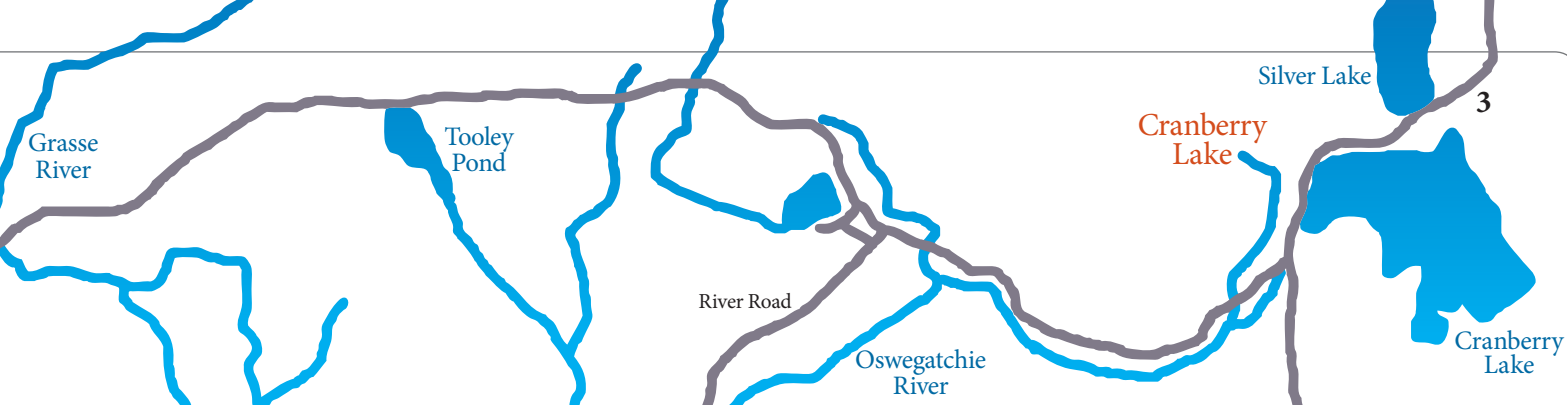 Silver Lake
3
Cranberry
Lake
Grasse
River
Tooley
Pond
River Road
Oswegatchie
River
Cranberry
Lake